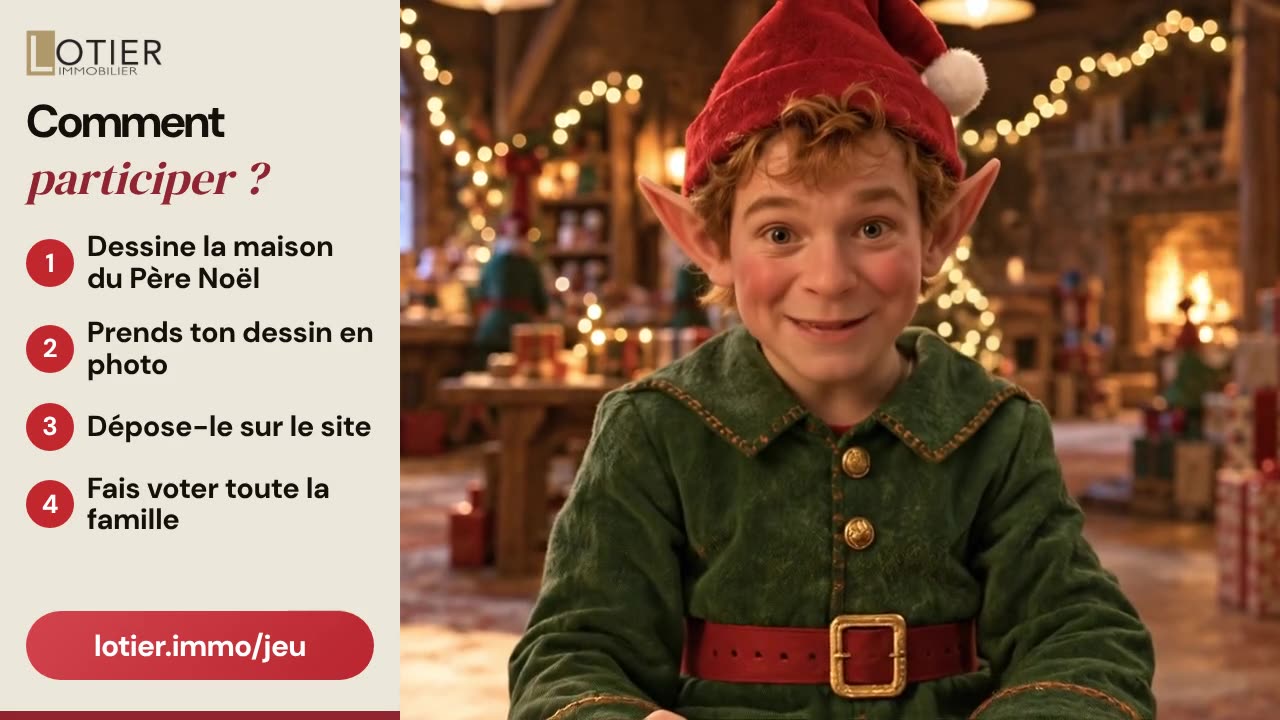 LOTIER
IMMOBILIER
Comment
participer ?
1
Dessine la maison
du Père Noël
2
Prends ton dessin en
photo
3
Dépose-le sur le site
4
Fais voter toute la
famille
lotier.immo/jeu